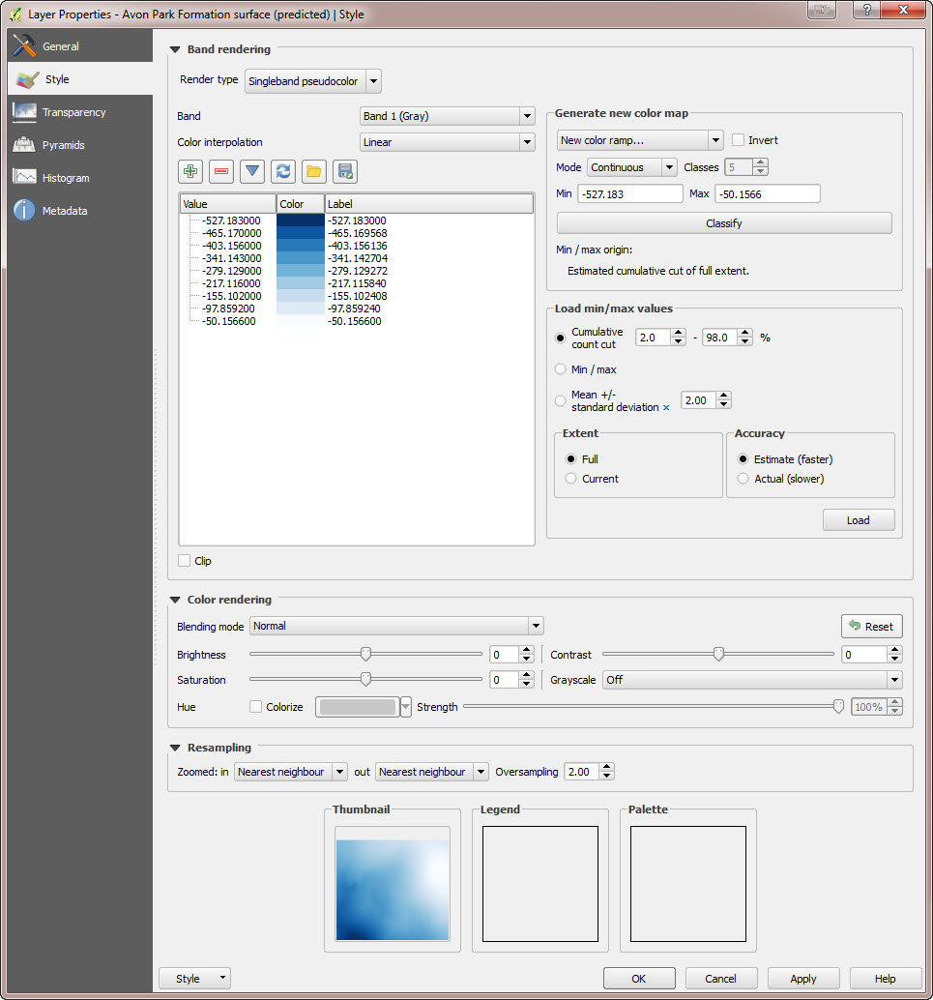 Layer Properties - Avon Park Formation surface (predicted) | Style
General
Style
Transparency
Pyramids
Histogram
Metadata
Band rendering
Render type Singleband pseudocolor
Band Band 1 (Gray)
Color interpolation Linear
Value Color Label
-527.183000 -527.183000
-465.170000 -465.169568
-403.156000 -403.156136
-341.143000 -341.142704
-279.129000 -279.129272
-217.116000 -217.115840
-155.102000 -155.102408
-97.859200 -97.859240
-50.156600 -50.156600
Clip
Generate new color map
New color ramp... Invert
Mode Continuous Classes 5
Min -527.183 Max -50.1566
Classify
Min / max origin:
Estimated cumulative cut of full extent.
Load min/max values
Cumulative
count cut 2.0 - 98.0 %
Min / max
Mean +/-
standard deviation × 2.00
Extent
Full
Current
Accuracy
Estimate (faster)
Actual (slower)
Load
Color rendering
Blending mode Normal Reset
Brightness 0 Contrast 0
Saturation 0 Grayscale Off
Hue Colorize Strength 100%
Resampling
Zoomed: in Nearest neighbour out Nearest neighbour Oversampling 2.00
Thumbnail Legend Palette
Style OK Cancel Apply Help